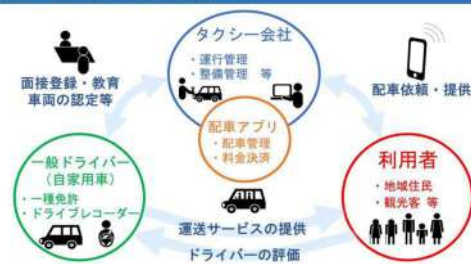 タクシー会社
・運行管理
・整備管理 等
面接登録・教育
車両の認定等
配車依頼・提供
配車アプリ
・配車管理
・料金決済
一般ドライバー
（自家用車）
・一種免許
・ドライブレコーダー
利用者
・地域住民
・観光客 等
運送サービスの提供
ドライバーの評価